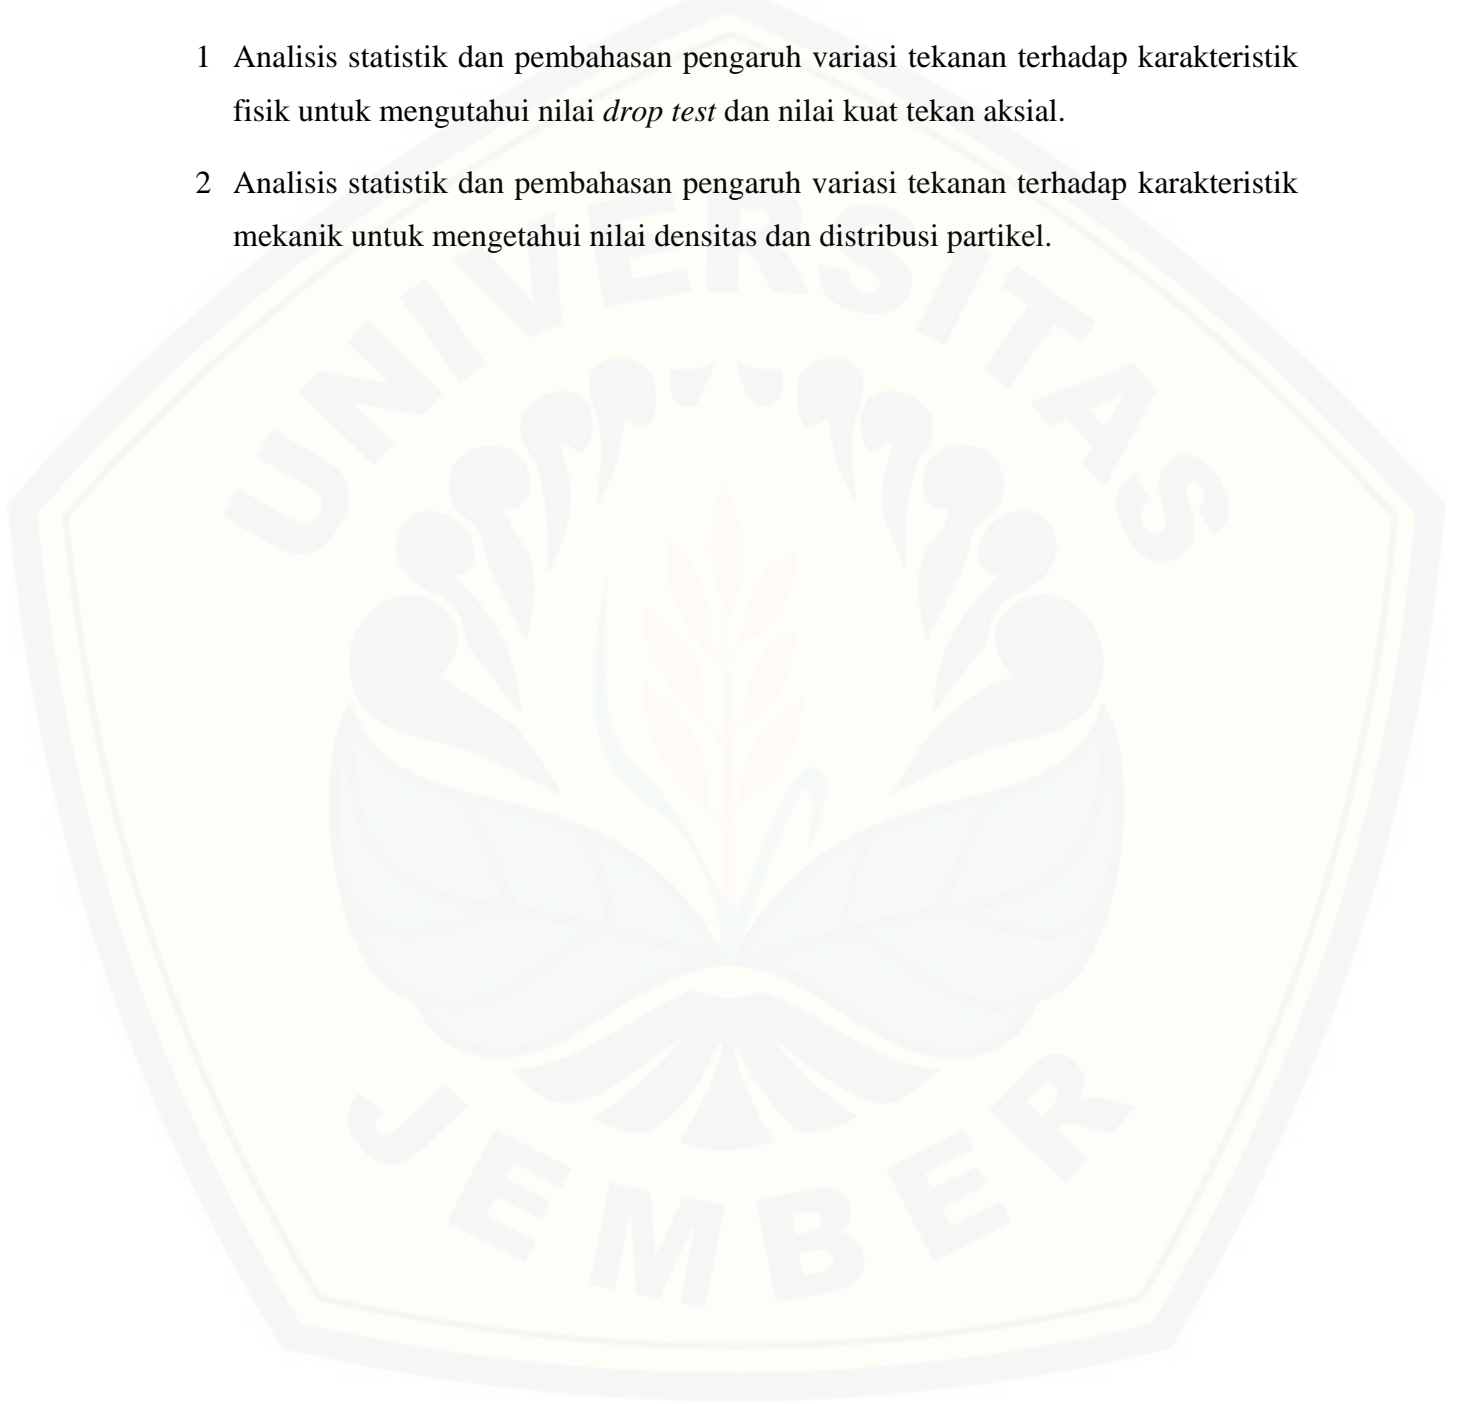 1 Analisis statistik dan pembahasan pengaruh variasi tekanan terhadap karakteristik
fisik untuk mengutahui nilai drop test dan nilai kuat tekan aksial.
2 Analisis statistik dan pembahasan pengaruh variasi tekanan terhadap karakteristik
mekanik untuk mengetahui nilai densitas dan distribusi partikel.
UNIVERSITAS
JEMBER